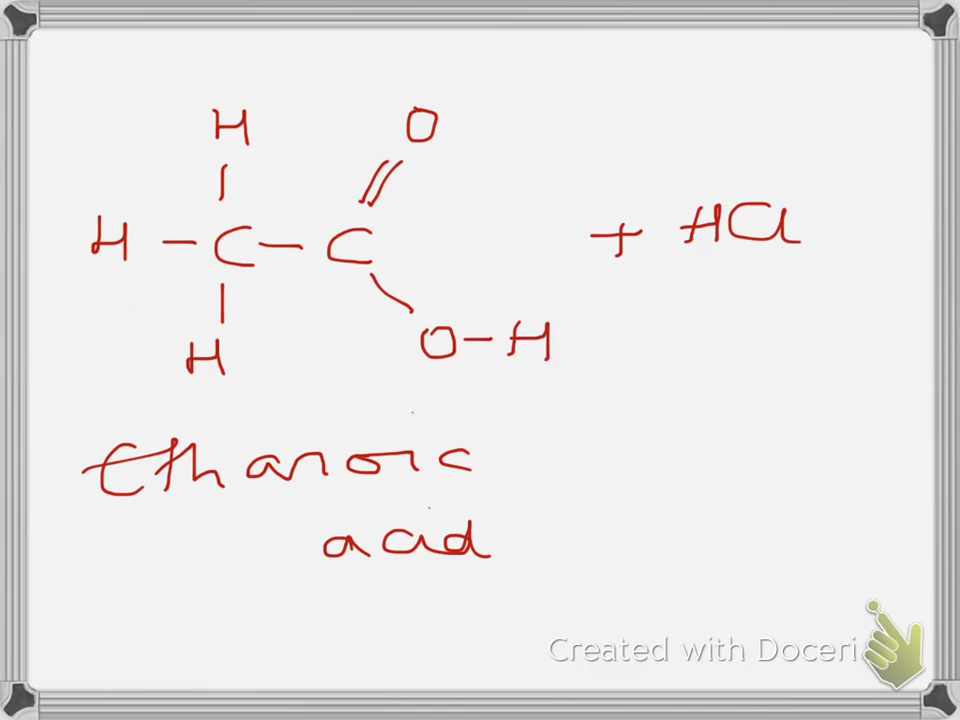 H O
H - C - C + HCl
H O - H
Ethanoic
acid
Created with Doceri